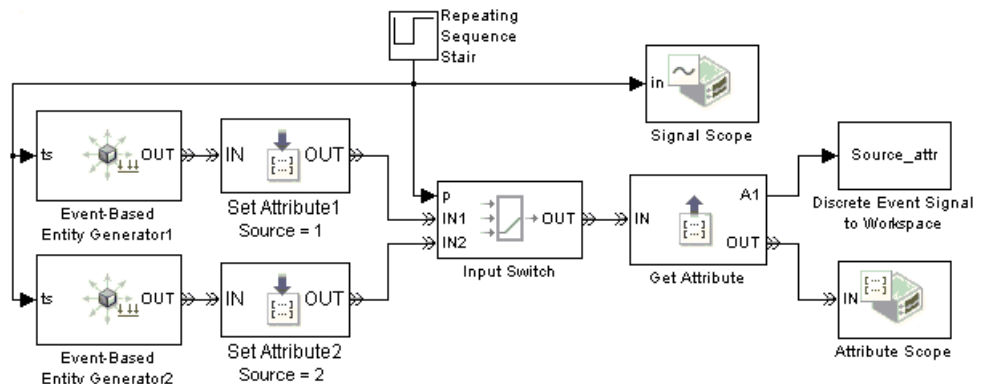 Repeating
Sequence
Stair
in
Signal Scope
ts
OUT
Event-Based
Entity Generator1
IN
OUT
Set Attribute1
Source = 1
p
IN1
IN2
OUT
Input Switch
IN
A1
OUT
Get Attribute
Source_attr
Discrete Event Signal
to Workspace
IN
Attribute Scope
ts
OUT
Event-Based
Entity Generator2
IN
OUT
Set Attribute2
Source = 2